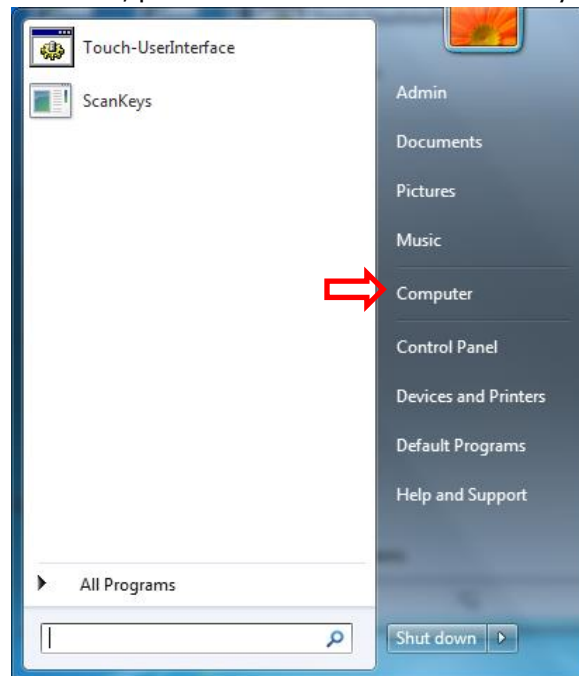 Touch-UserInterface
ScanKeys
Admin
Documents
Pictures
Music
Computer
Control Panel
Devices and Printers
Default Programs
Help and Support
All Programs
Shut down